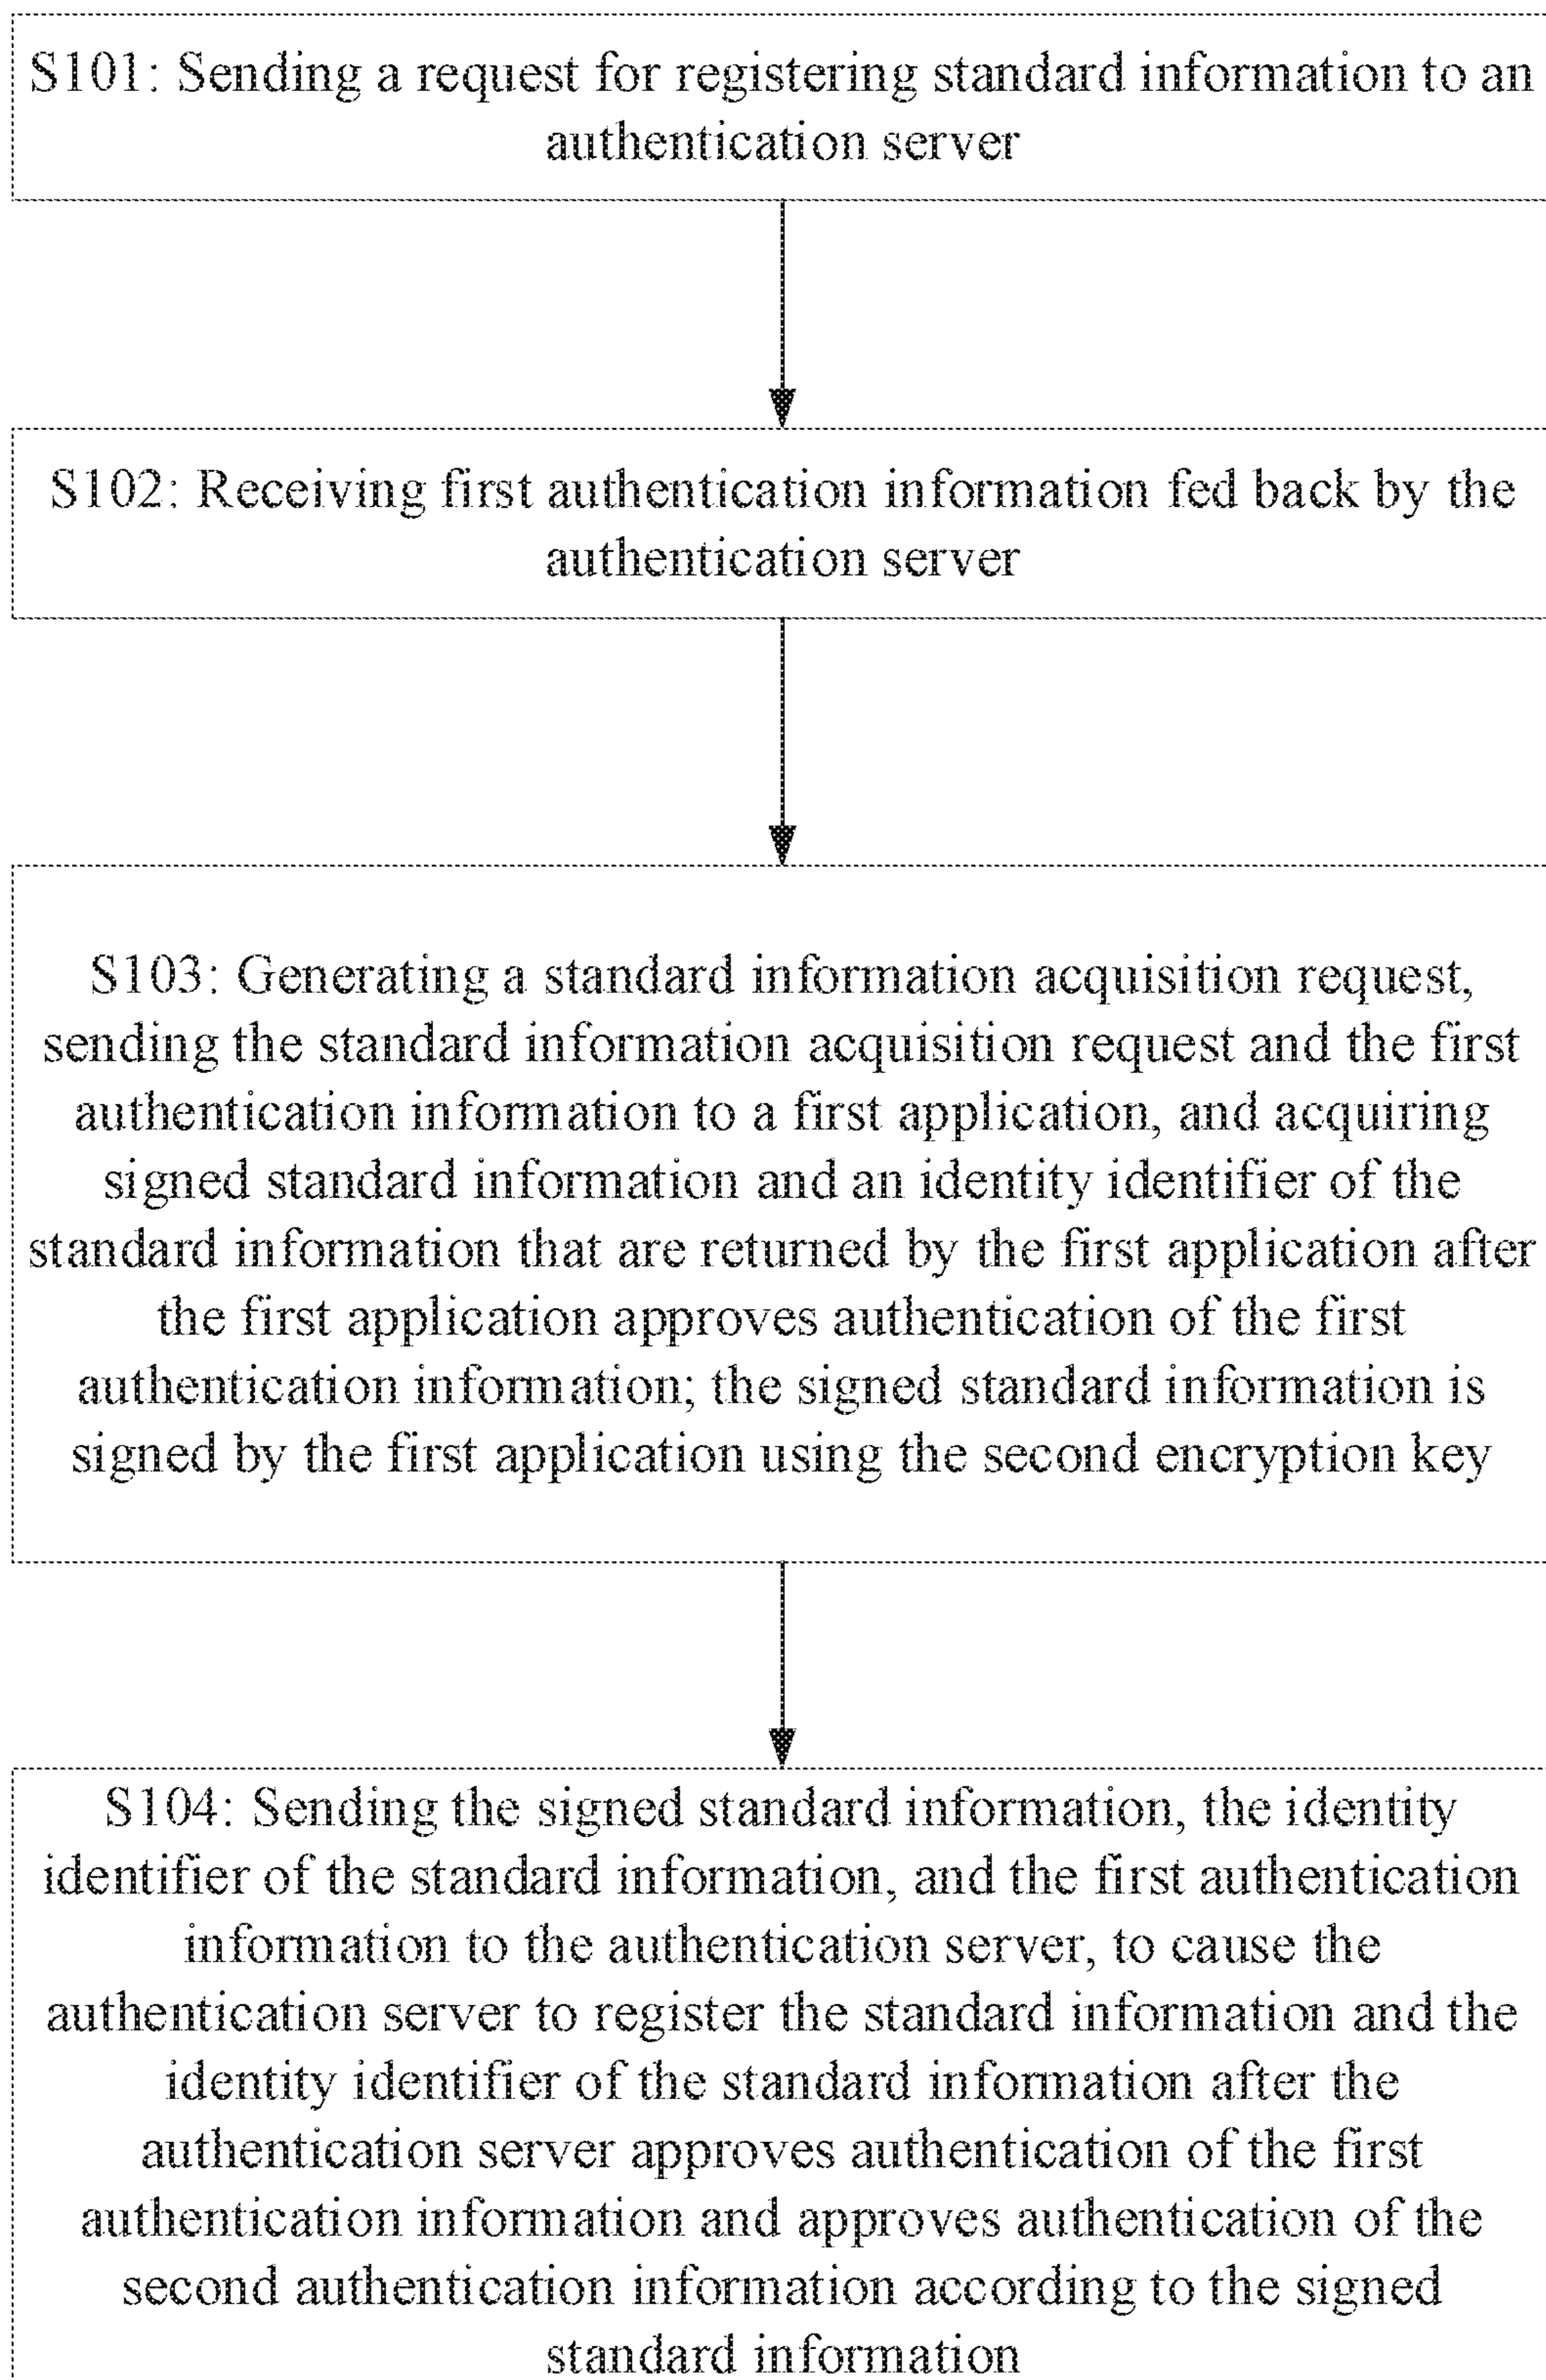 S101: Sending a request for registering standard information to an
authentication server
S102: Receiving first authentication information fed back by the
authentication server
S103: Generating a standard information acquisition request,
sending the standard information acquisition request and the first
authentication information to a first application, and acquiring
signed standard information and an identity identifier of the
standard information that are returned by the first application after
the first application approves authentication of the first
authentication information; the signed standard information is
signed by the first application using the second encryption key
S104: Sending the signed standard information, the identity
identifier of the standard information, and the first authentication
information to the authentication server, to cause the
authentication server to register the standard information and the
identity identifier of the standard information after the
authentication server approves authentication of the first
authentication information and approves authentication of the
second authentication information according to the signed
standard information